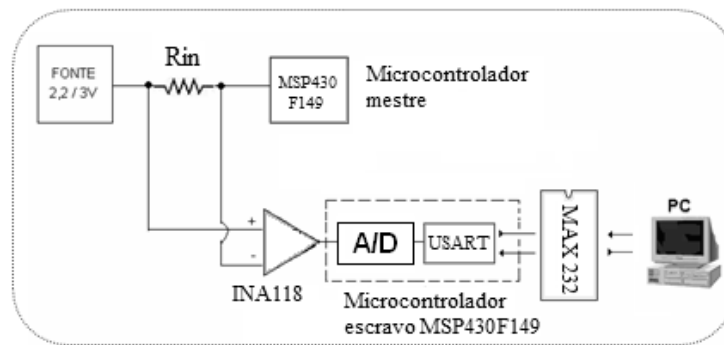 FONTE
2,2 / 3V
Rin
MSP430
F149
Microcontrolador
mestre
+
-
INA118
A/D
USART
MAX 232
PC
Microcontrolador
escravo MSP430F149